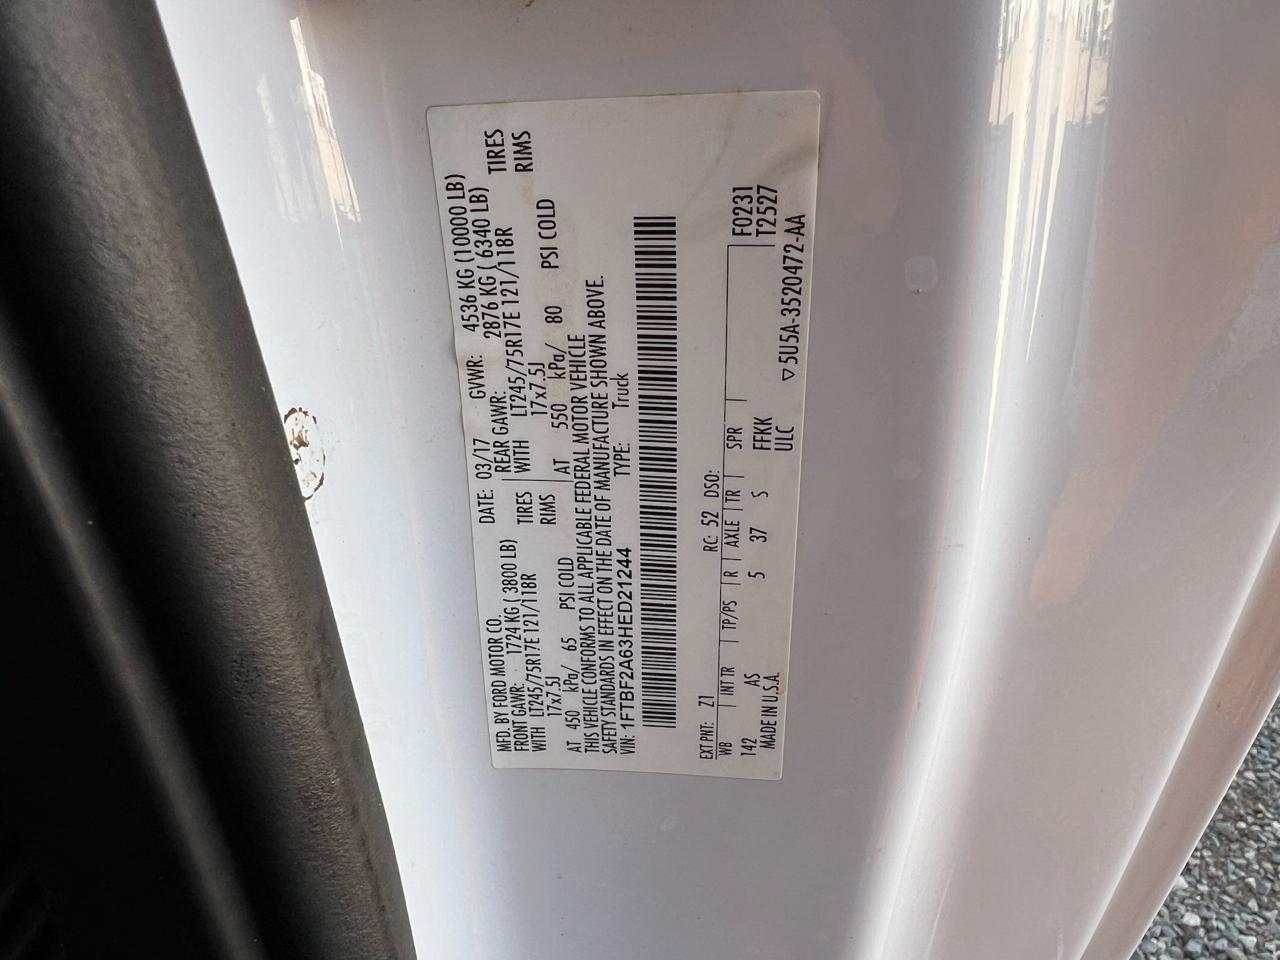 MFD. BY FORD MOTOR CO. DATE: 03/17 GVWR: 4536 KG (10000 LB)
FRONT GAWR: 1724 KG ( 3800 LB) REAR GAWR: 2876 KG ( 6340 LB)
WITH LT245/75R17E 121/118R TIRES WITH LT245/75R17E 121/118R TIRES
17x7.5J RIMS 17x7.5J RIMS
AT 450 kPa/ 65 PSI COLD AT 550 kPa/ 80 PSI COLD
THIS VEHICLE CONFORMS TO ALL APPLICABLE FEDERAL MOTOR VEHICLE
SAFETY STANDARDS IN EFFECT ON THE DATE OF MANUFACTURE SHOWN ABOVE.
VIN: 1FTBF2A63HED21244 TYPE: Truck
EXT PNT: Z1 RC: 52 DSO:
WB INT TR TP/PS R AXLE TR SPR F0231
142 AS 5 37 S FFKK T2527
MADE IN U.S.A. ULC ▽5U5A-3520472-AA